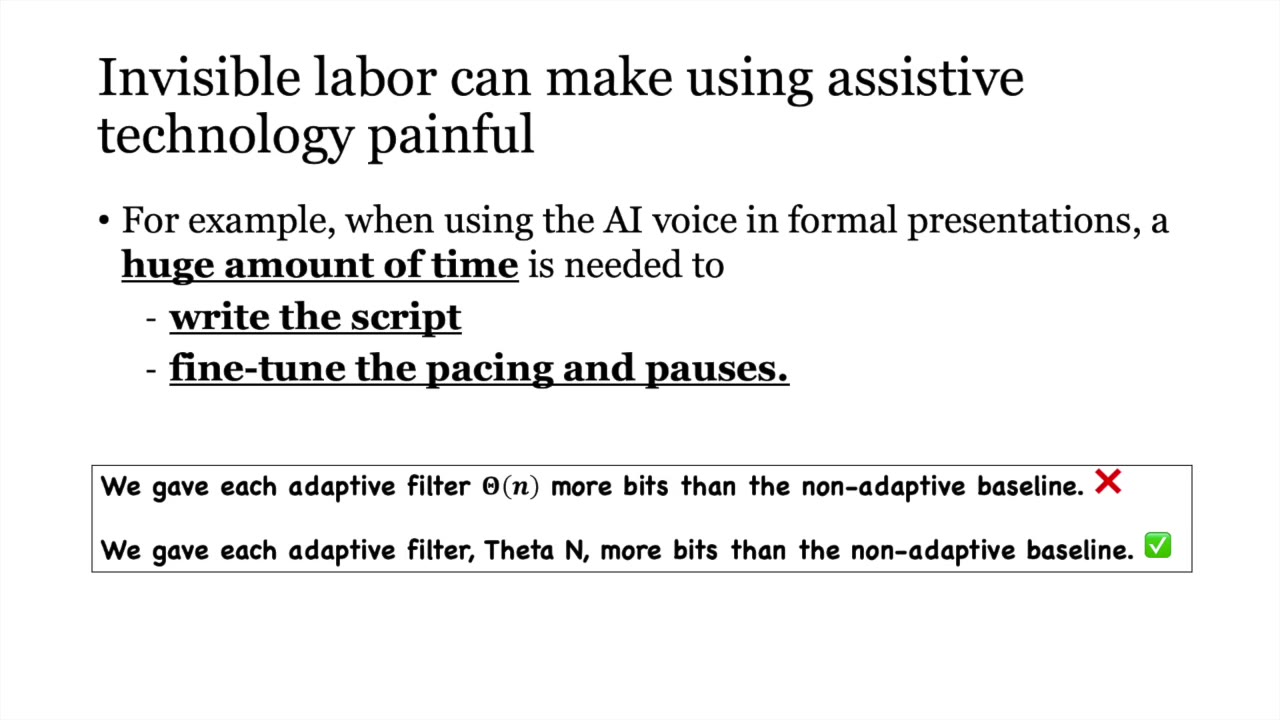 Invisible labor can make using assistive
technology painful
• For example, when using the AI voice in formal presentations, a
huge amount of time is needed to
- write the script
- fine-tune the pacing and pauses.
We gave each adaptive filter Θ(n) more bits than the non-adaptive baseline. ❌
We gave each adaptive filter, Theta N, more bits than the non-adaptive baseline. ✅